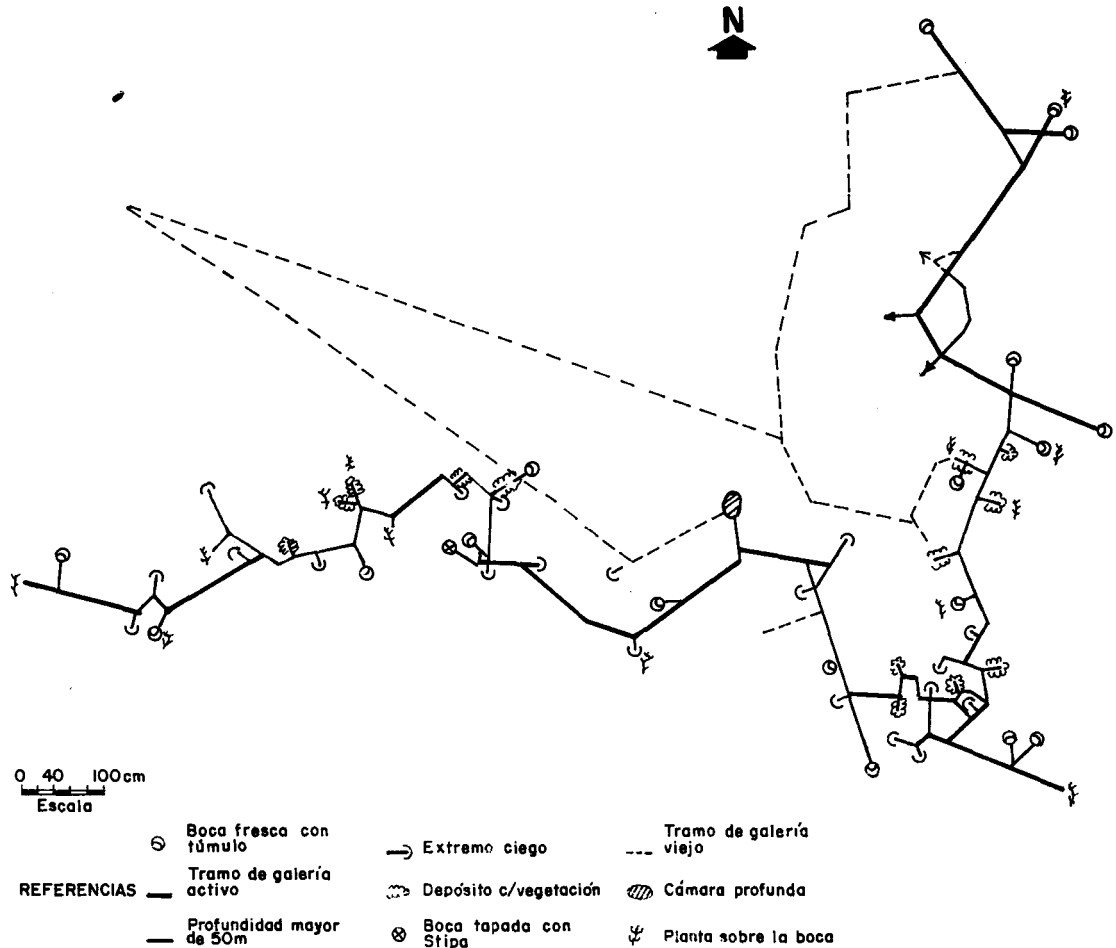 N
0 40 100cm
Escala
REFERENCIAS
Boca fresca con
túmulo
Tramo de galería
activo
Profundidad mayor
de 50m
Extremo ciego
Depósito c/vegetación
Boca tapada con
Stipa
Tramo de galería
viejo
Cámara profunda
Planta sobre la boca